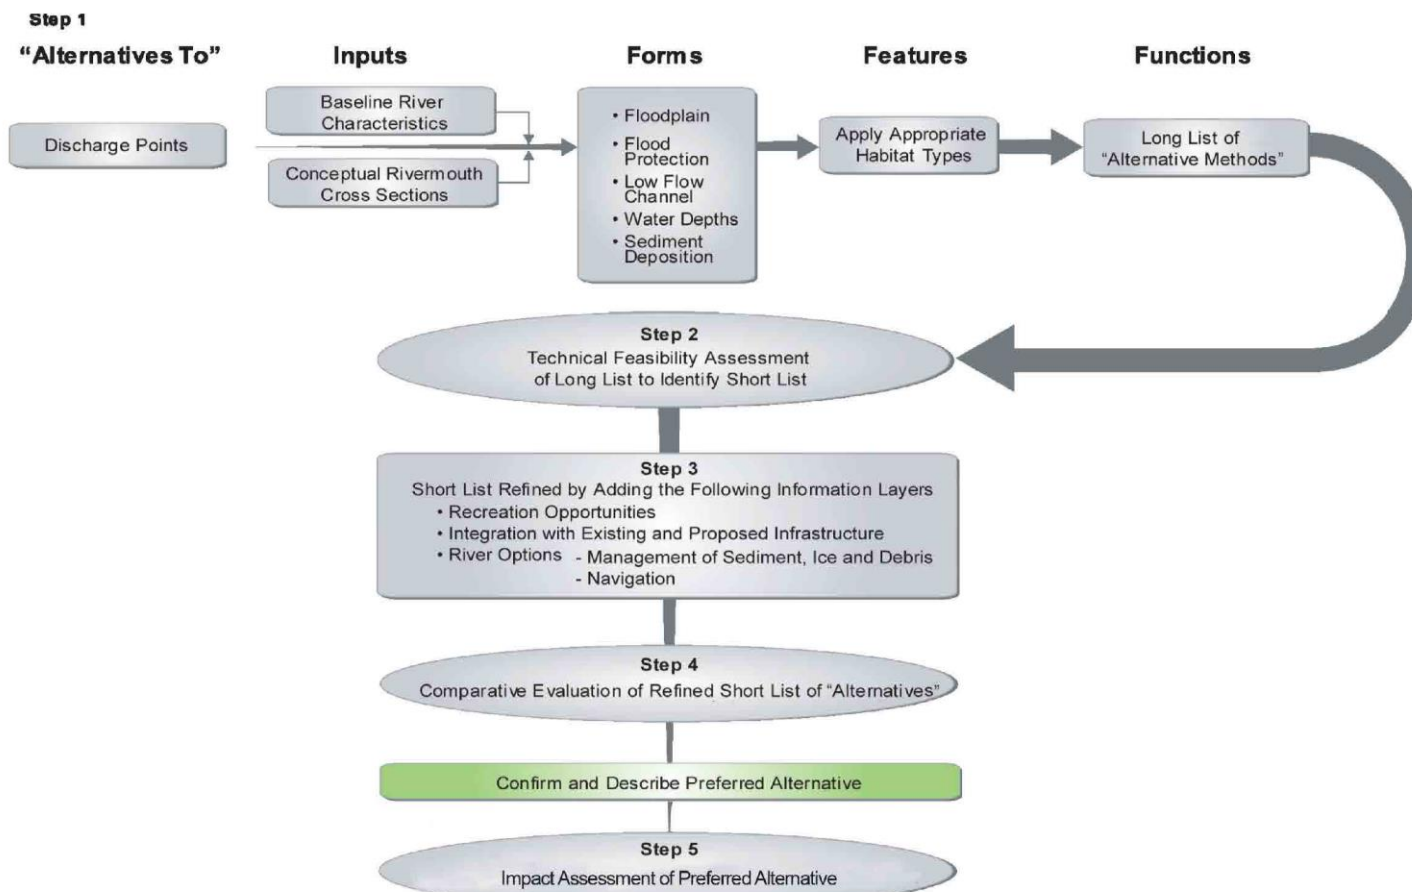 Step 1
“Alternatives To”
Inputs
Forms
Features
Functions
Discharge Points
Baseline River
Characteristics
Conceptual Rivermouth
Cross Sections
• Floodplain
• Flood
Protection
• Low Flow
Channel
• Water Depths
• Sediment
Deposition
Apply Appropriate
Habitat Types
Long List of
“Alternative Methods”
Step 2
Technical Feasibility Assessment
of Long List to Identify Short List
Step 3
Short List Refined by Adding the Following Information Layers
• Recreation Opportunities
• Integration with Existing and Proposed Infrastructure
• River Options - Management of Sediment, Ice and Debris
- Navigation
Step 4
Comparative Evaluation of Refined Short List of “Alternatives”
Confirm and Describe Preferred Alternative
Step 5
Impact Assessment of Preferred Alternative